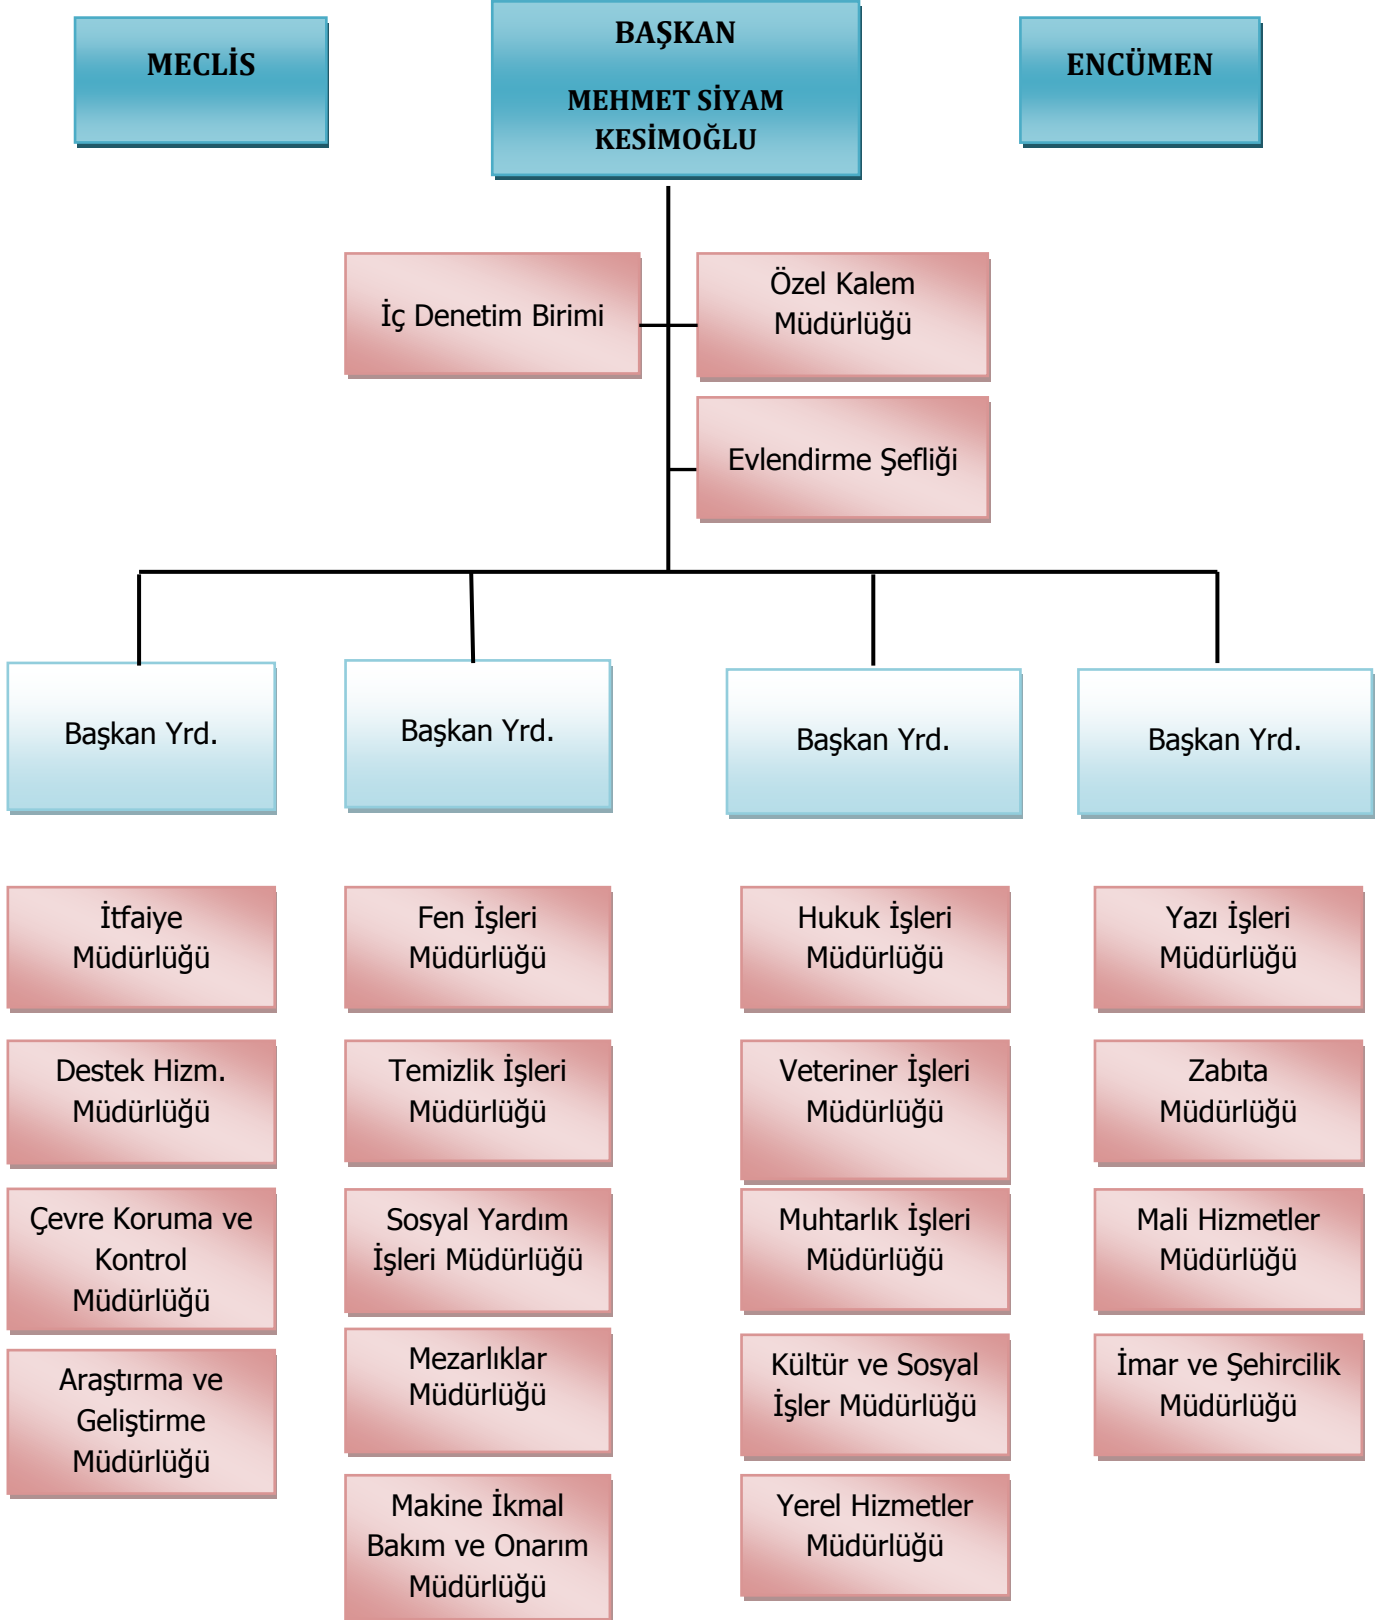 MECLİS
BAŞKAN
MEHMET SİYAM
KESİMOĞLU
ENCÜMEN
İç Denetim Birimi
Özel Kalem
Müdürlüğü
Evlendirme Şefliği
Başkan Yrd.
Başkan Yrd.
Başkan Yrd.
Başkan Yrd.
İtfaiye
Müdürlüğü
Fen İşleri
Müdürlüğü
Hukuk İşleri
Müdürlüğü
Yazı İşleri
Müdürlüğü
Destek Hizm.
Müdürlüğü
Temizlik İşleri
Müdürlüğü
Veteriner İşleri
Müdürlüğü
Zabıta
Müdürlüğü
Çevre Koruma ve
Kontrol
Müdürlüğü
Sosyal Yardım
İşleri Müdürlüğü
Muhtarlık İşleri
Müdürlüğü
Mali Hizmetler
Müdürlüğü
Araştırma ve
Geliştirme
Müdürlüğü
Mezarlıklar
Müdürlüğü
Kültür ve Sosyal
İşler Müdürlüğü
İmar ve Şehircilik
Müdürlüğü
Makine İkmal
Bakım ve Onarım
Müdürlüğü
Yerel Hizmetler
Müdürlüğü